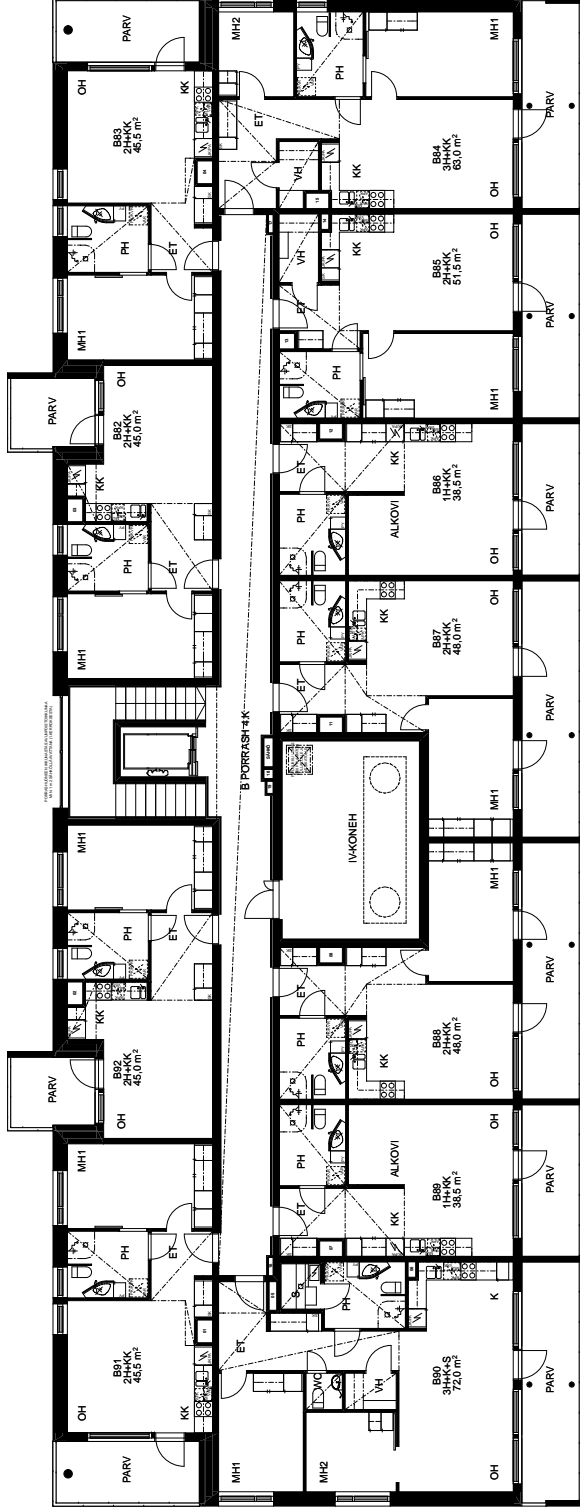 PARV
OH
KK
B83
2H+KK
45,5 m²
PH
ET
MH1
MH2
PH
MH1
PARV
ET
VH
KK
B84
3H+KK
63,0 m²
OH
PARV
OH
B82
2H+KK
45,0 m²
KK
PH
ET
MH1
VH
KK
ET
B85
2H+KK
51,5 m²
OH
PARV
PH
MH1
ET
KK
PH
ALKOVI
B86
1H+KK
38,5 m²
OH
PARV
PH
KK
ET
B87
2H+KK
48,0 m²
OH
PARV
MH1
B PORRASH 4.K
IV-KONEH
MH1
PH
ET
KK
B92
2H+KK
45,0 m²
OH
PARV
MH1
ET
PH
KK
B88
2H+KK
48,0 m²
OH
PARV
MH1
PH
ET
KK
B91
2H+KK
45,5 m²
OH
PARV
PH
ALKOVI
ET
KK
B89
1H+KK
38,5 m²
OH
PARV
S
PH
ET
WC
VH
K
B90
3H+K+S
72,0 m²
OH
PARV
MH1
MH2